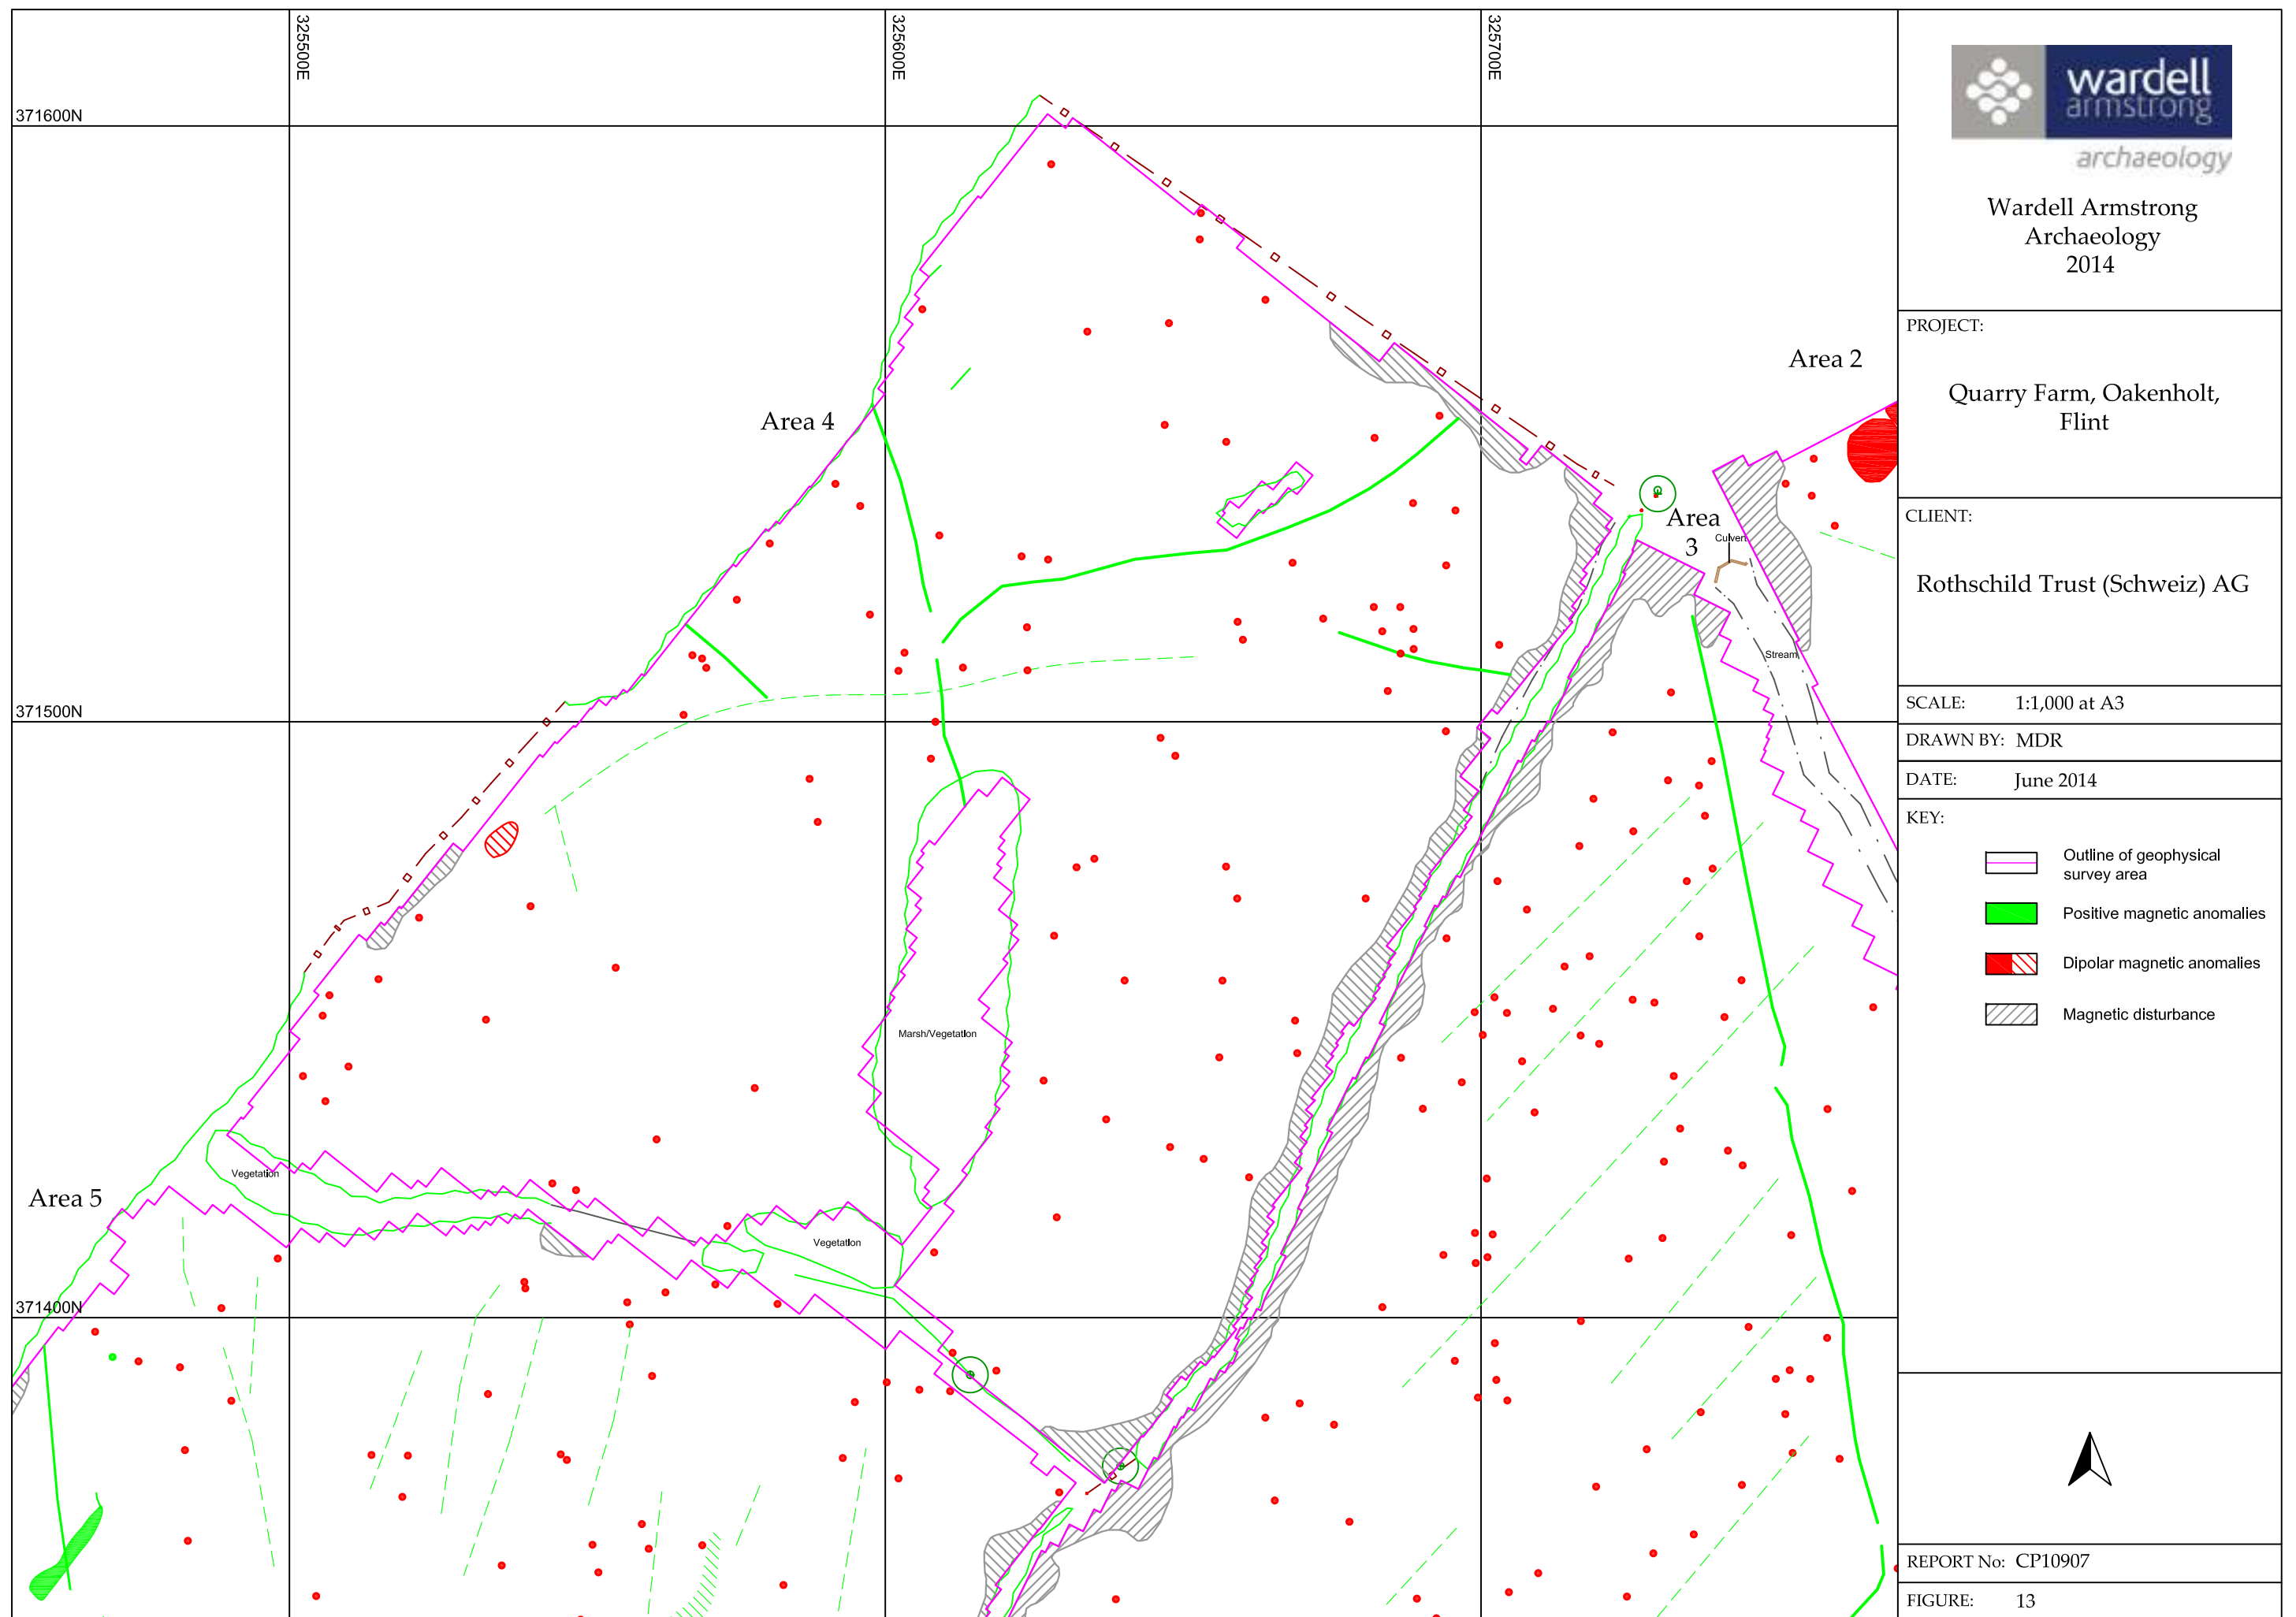 325500E
325600E
325700E
371600N
371500N
371400N
Area 2
Area 4
Area
3
Culvert
Stream
Marsh/Vegetation
Vegetation
Area 5
Vegetation
wardell
armstrong
archaeology
Wardell Armstrong
Archaeology
2014
PROJECT:
Quarry Farm, Oakenholt,
Flint
CLIENT:
Rothschild Trust (Schweiz) AG
SCALE: 1:1,000 at A3
DRAWN BY: MDR
DATE: June 2014
KEY:
Outline of geophysical
survey area
Positive magnetic anomalies
Dipolar magnetic anomalies
Magnetic disturbance
REPORT No: CP10907
FIGURE: 13